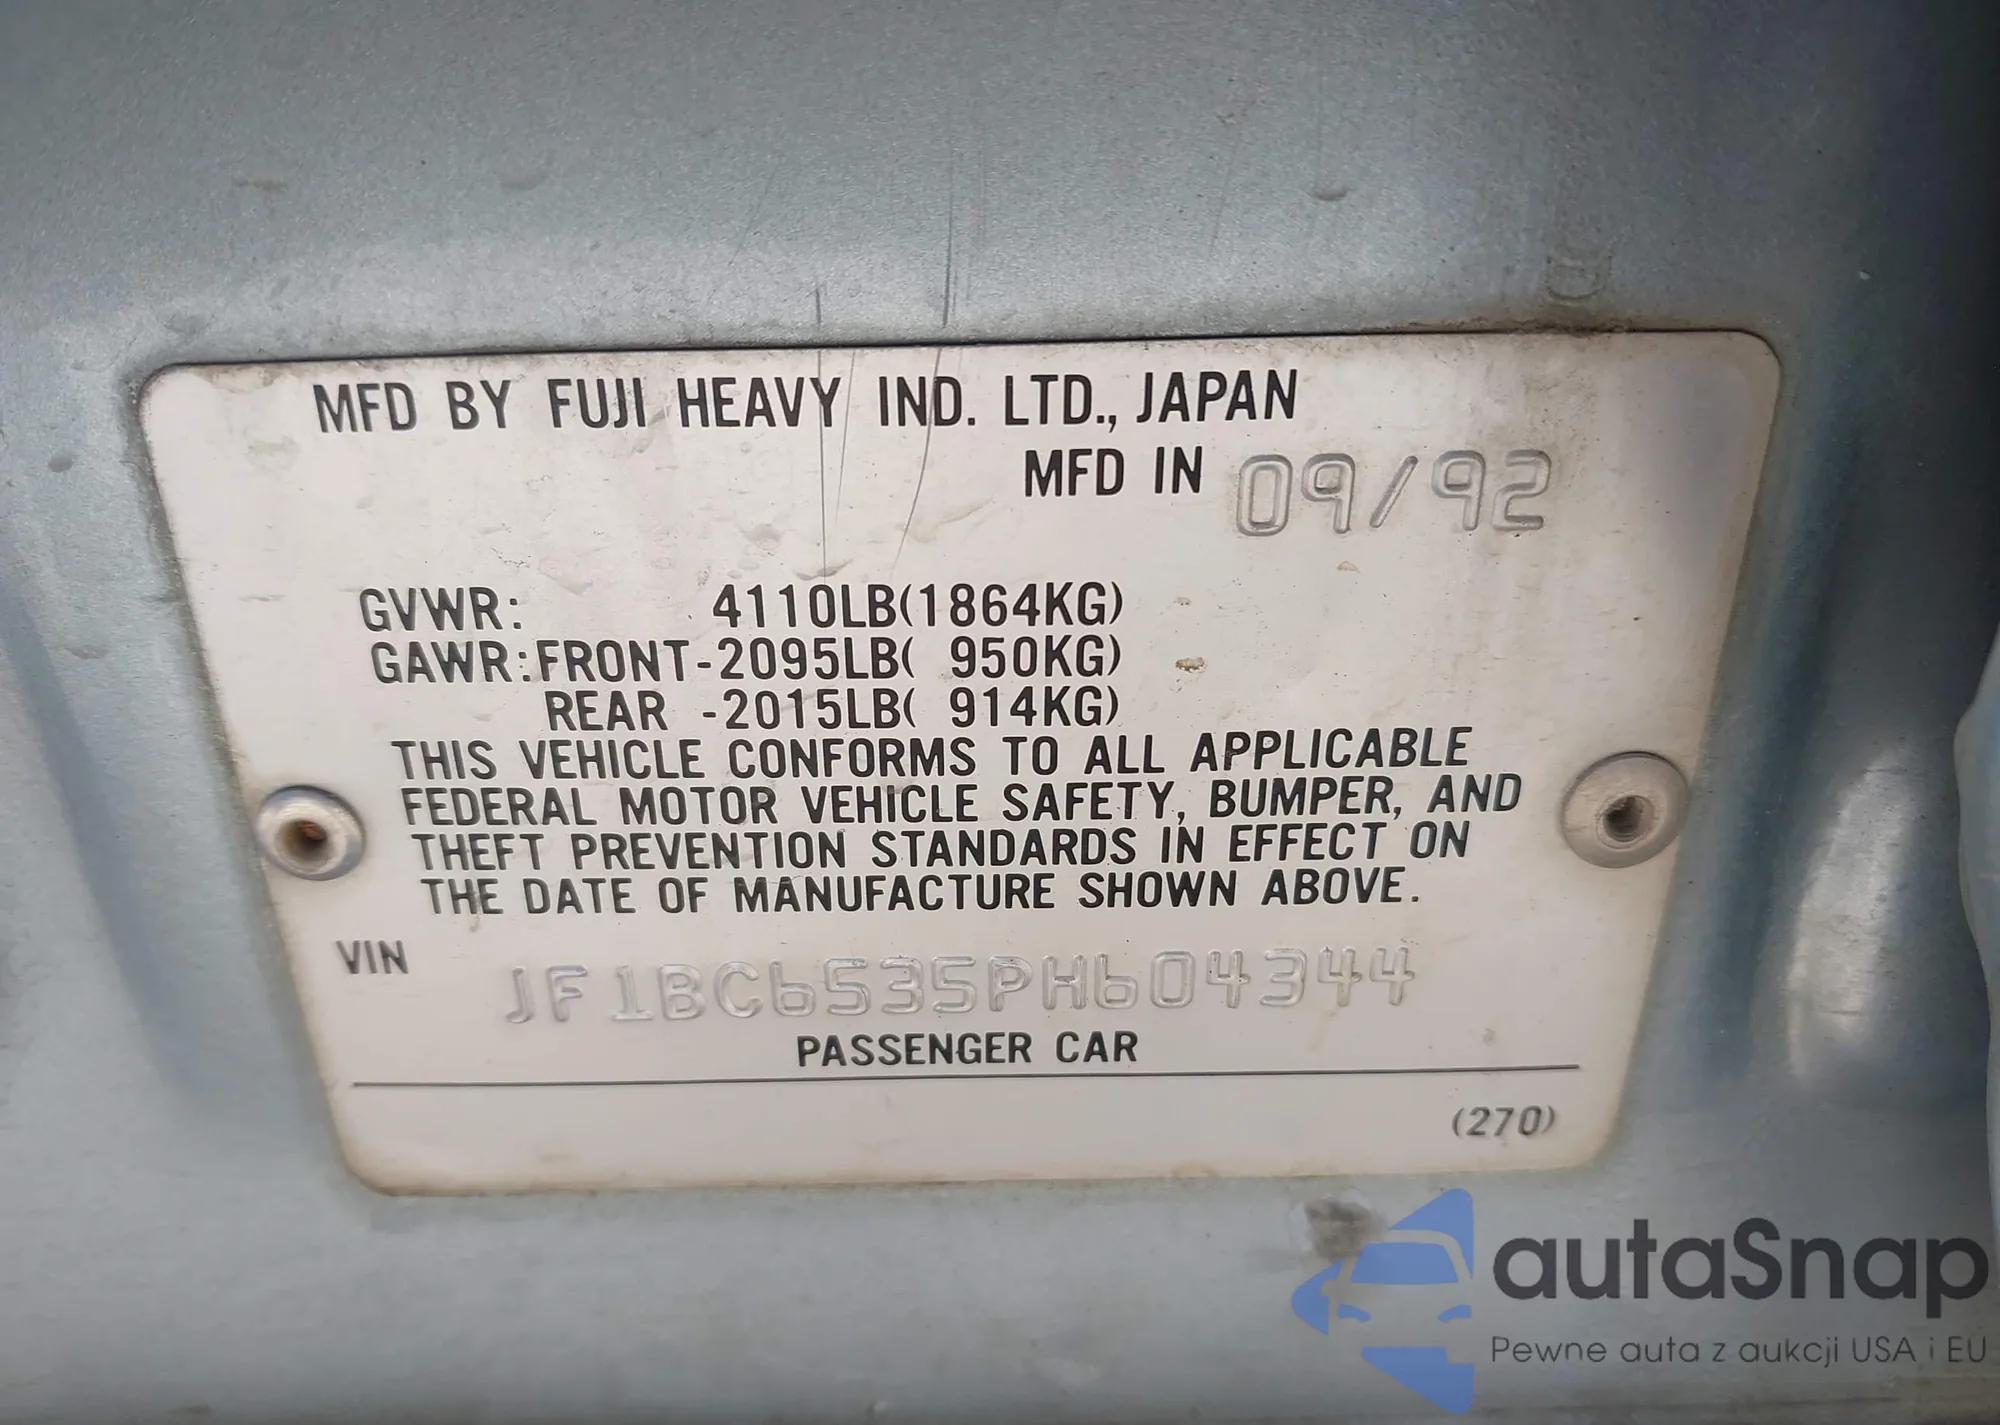 MFD BY FUJI HEAVY IND. LTD., JAPAN
MFD IN 09/92
GVWR: 4110LB(1864KG)
GAWR:FRONT-2095LB( 950KG)
REAR -2015LB( 914KG)
THIS VEHICLE CONFORMS TO ALL APPLICABLE
FEDERAL MOTOR VEHICLE SAFETY, BUMPER, AND
THEFT PREVENTION STANDARDS IN EFFECT ON
THE DATE OF MANUFACTURE SHOWN ABOVE.
VIN JF1BC6535PH604344
PASSENGER CAR
(270)
autaSnap
Pewne auta z aukcji USA i EU